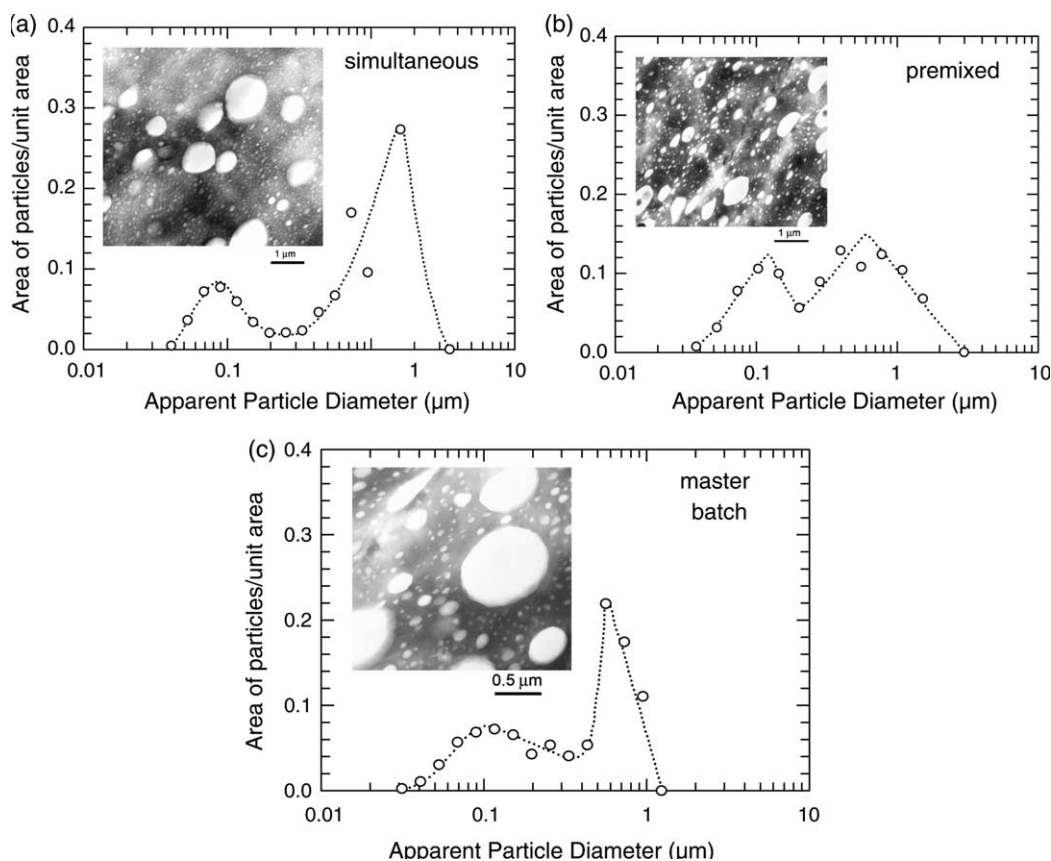 (a)
0.4
0.3
0.2
0.1
0.0
Area of particles/unit area
simultaneous
1 μm
0.01
0.1
1
10
Apparent Particle Diameter (μm)
(b)
0.4
0.3
0.2
0.1
0.0
Area of particles/unit area
premixed
1 μm
0.01
0.1
1
10
Apparent Particle Diameter (μm)
(c)
0.4
0.3
0.2
0.1
0.0
Area of particles/unit area
master
batch
0.5 μm
0.01
0.1
1
10
Apparent Particle Diameter (μm)